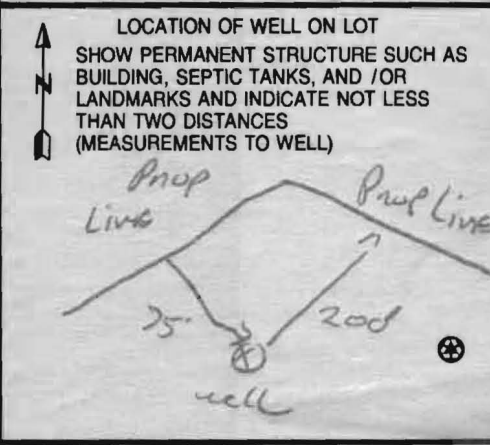 LOCATION OF WELL ON LOT
SHOW PERMANENT STRUCTURE SUCH AS
BUILDING, SEPTIC TANKS, AND /OR
LANDMARKS AND INDICATE NOT LESS
THAN TWO DISTANCES
(MEASUREMENTS TO WELL)
N
Prop
Line
Prop Line
75'
200'
well